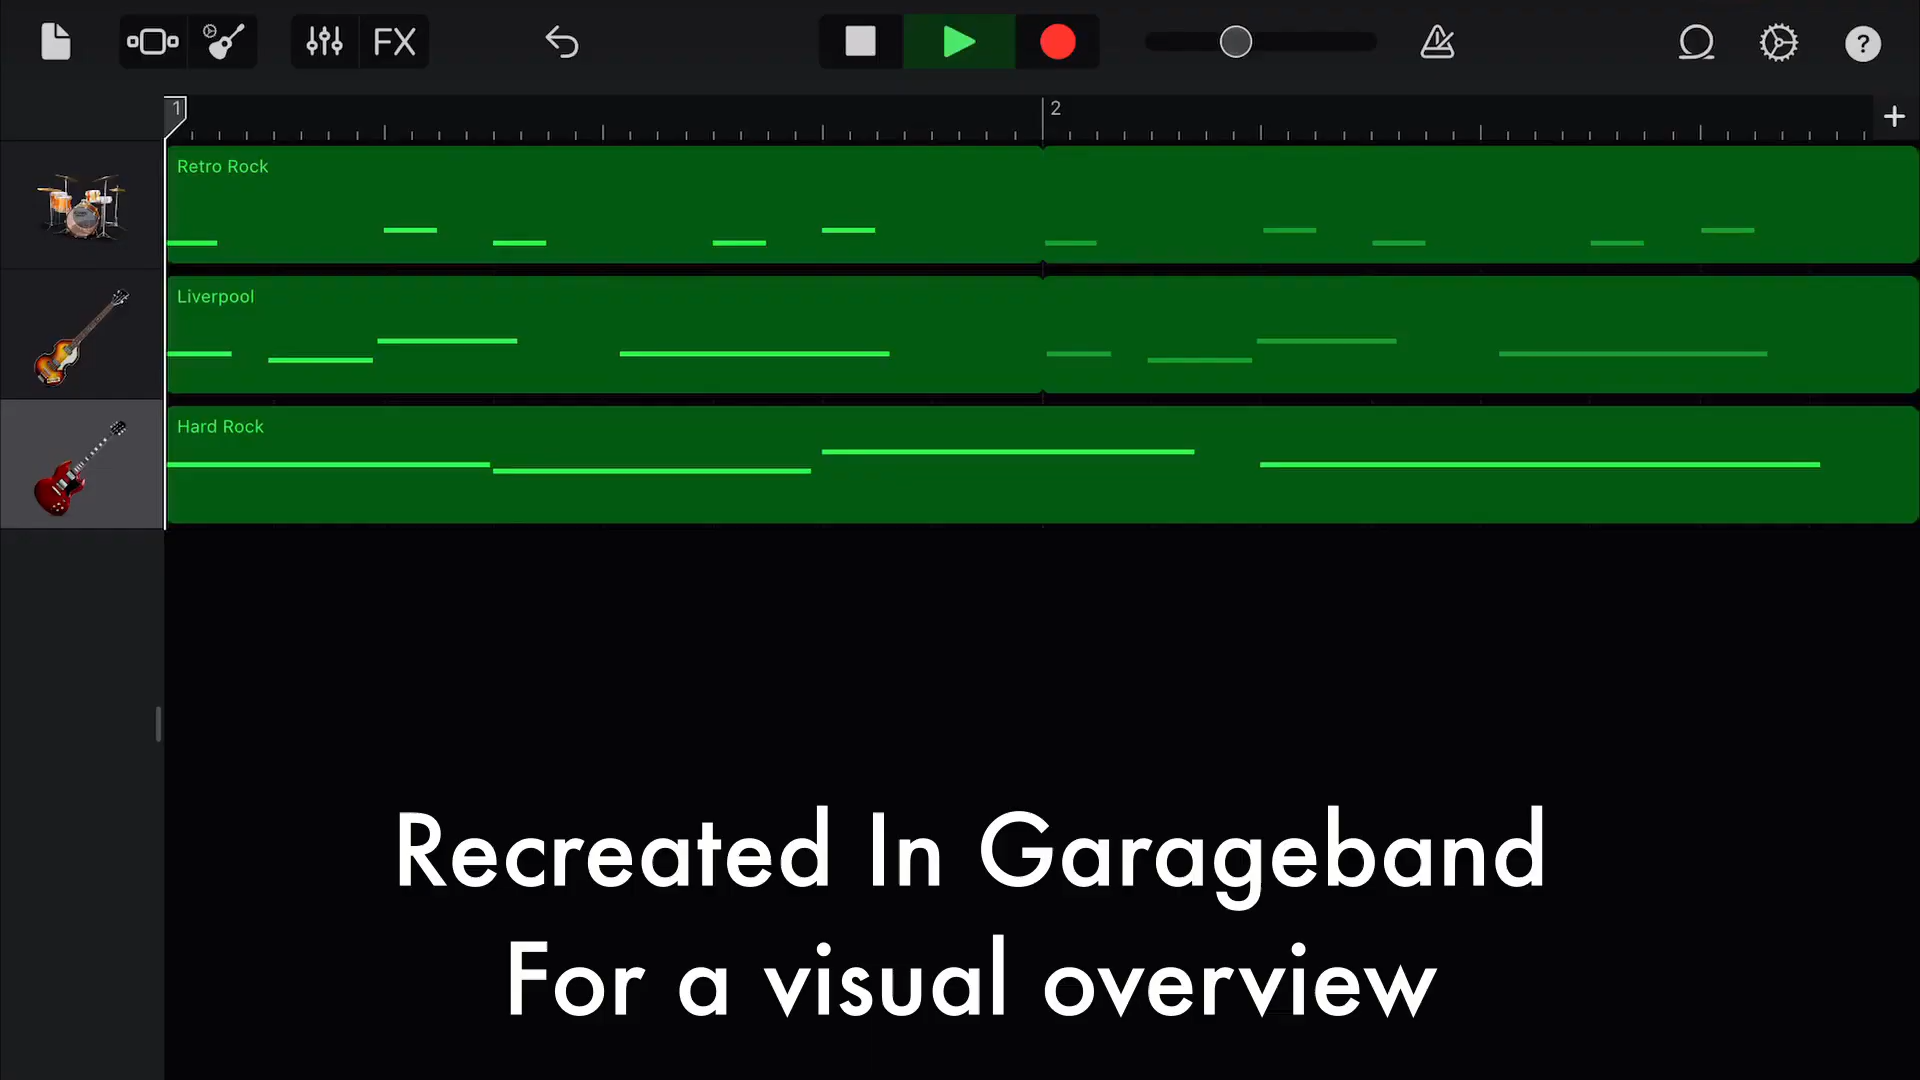 FX
?
1
2
+
Retro Rock
Liverpool
Hard Rock
Recreated In Garageband
For a visual overview